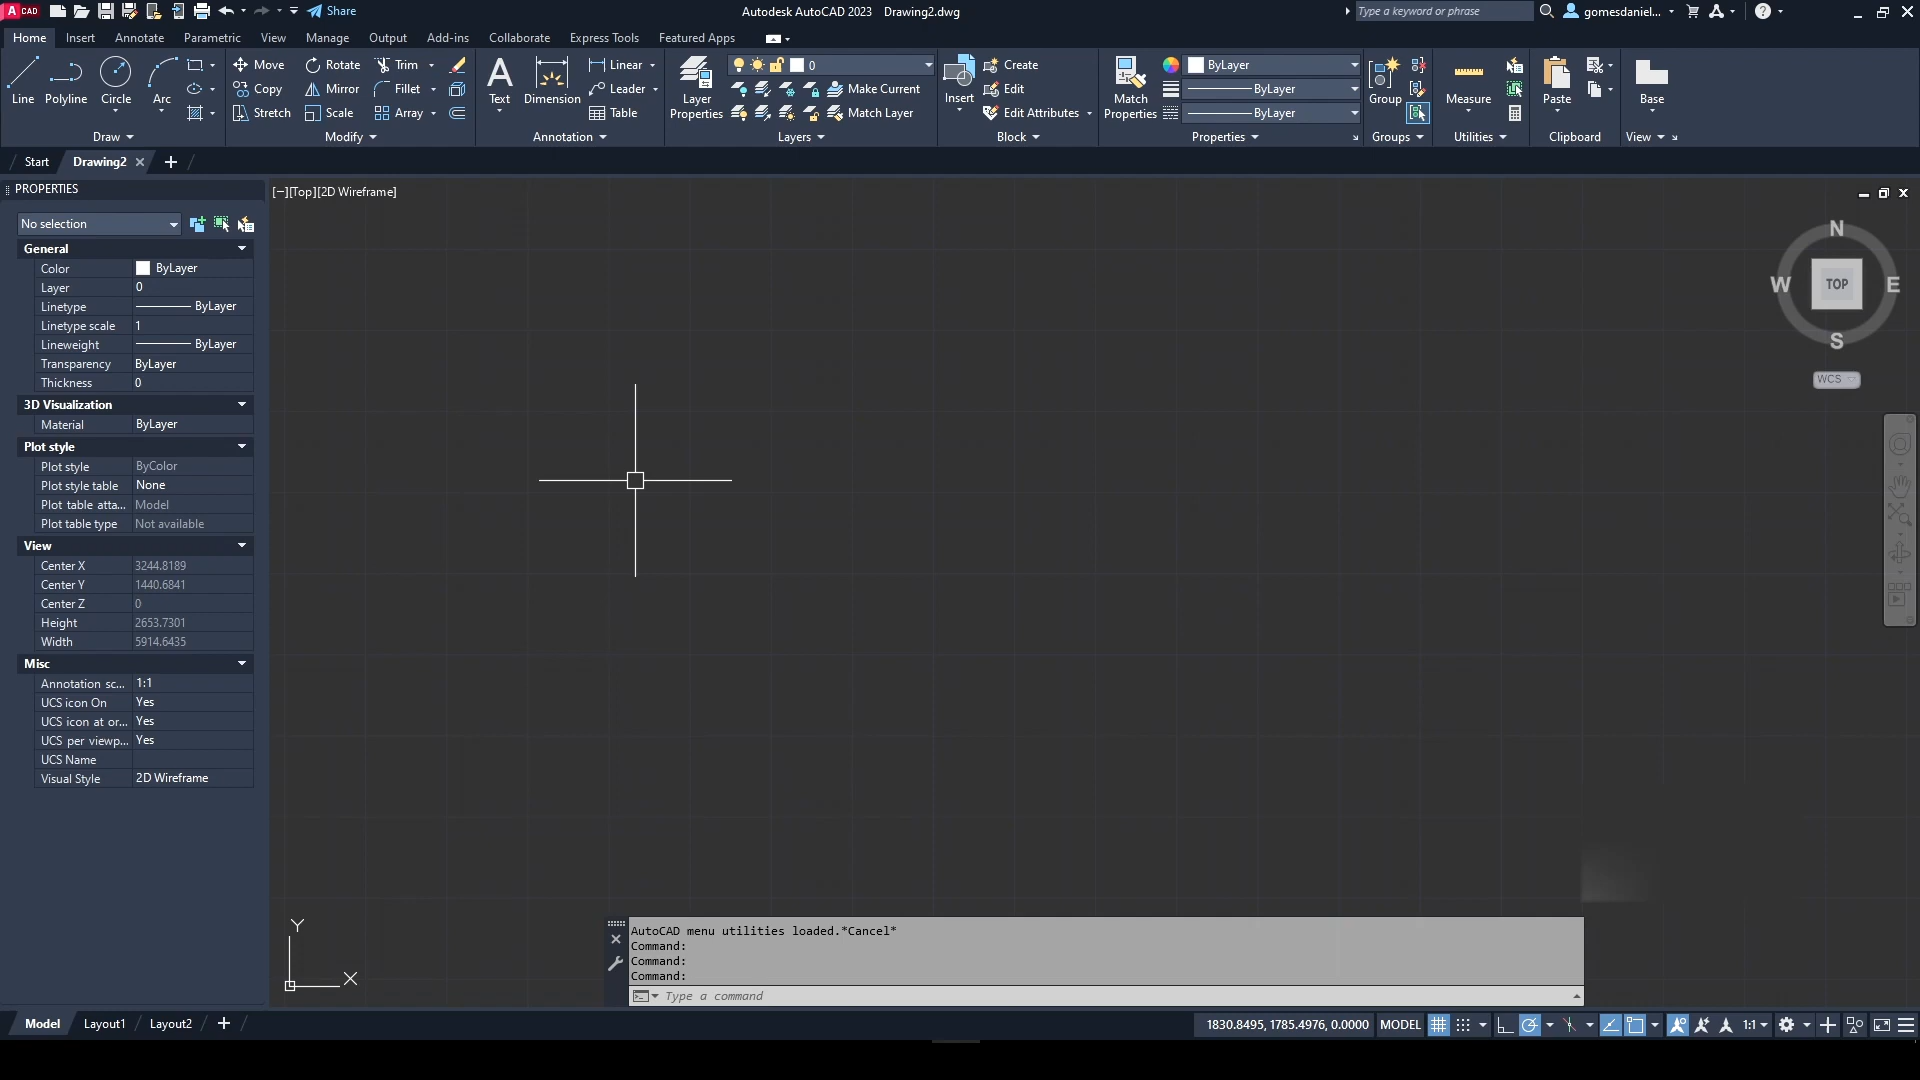 A CAD Share Autodesk AutoCAD 2023 Drawing2.dwg Type a keyword or phrase gomesdaniel...
Home Insert Annotate Parametric View Manage Output Add-ins Collaborate Express Tools Featured Apps
Line Polyline Circle Arc
Draw
Move Rotate Trim
Copy Mirror Fillet
Stretch Scale Array
Modify
Text Dimension
Linear
Leader
Table
Annotation
Layer Properties
0
Make Current
Match Layer
Layers
Insert
Create
Edit
Edit Attributes
Block
Match Properties
ByLayer
ByLayer
ByLayer
Properties
Group
Groups
Measure
Utilities
Paste
Clipboard
Base
View
Start Drawing2
PROPERTIES
[−][Top][2D Wireframe]
No selection
General
Color ByLayer
Layer 0
Linetype ByLayer
Linetype scale 1
Lineweight ByLayer
Transparency ByLayer
Thickness 0
3D Visualization
Material ByLayer
Plot style
Plot style ByColor
Plot style table None
Plot table atta... Model
Plot table type Not available
View
Center X 3244.8189
Center Y 1440.6841
Center Z 0
Height 2653.7301
Width 5914.6435
Misc
Annotation sc... 1:1
UCS icon On Yes
UCS icon at or... Yes
UCS per viewp... Yes
UCS Name
Visual Style 2D Wireframe
N
W TOP E
S
WCS
Y
X
AutoCAD menu utilities loaded.*Cancel*
Command:
Command:
Command:
Type a command
Model Layout1 Layout2
1830.8495, 1785.4976, 0.0000 MODEL 1:1